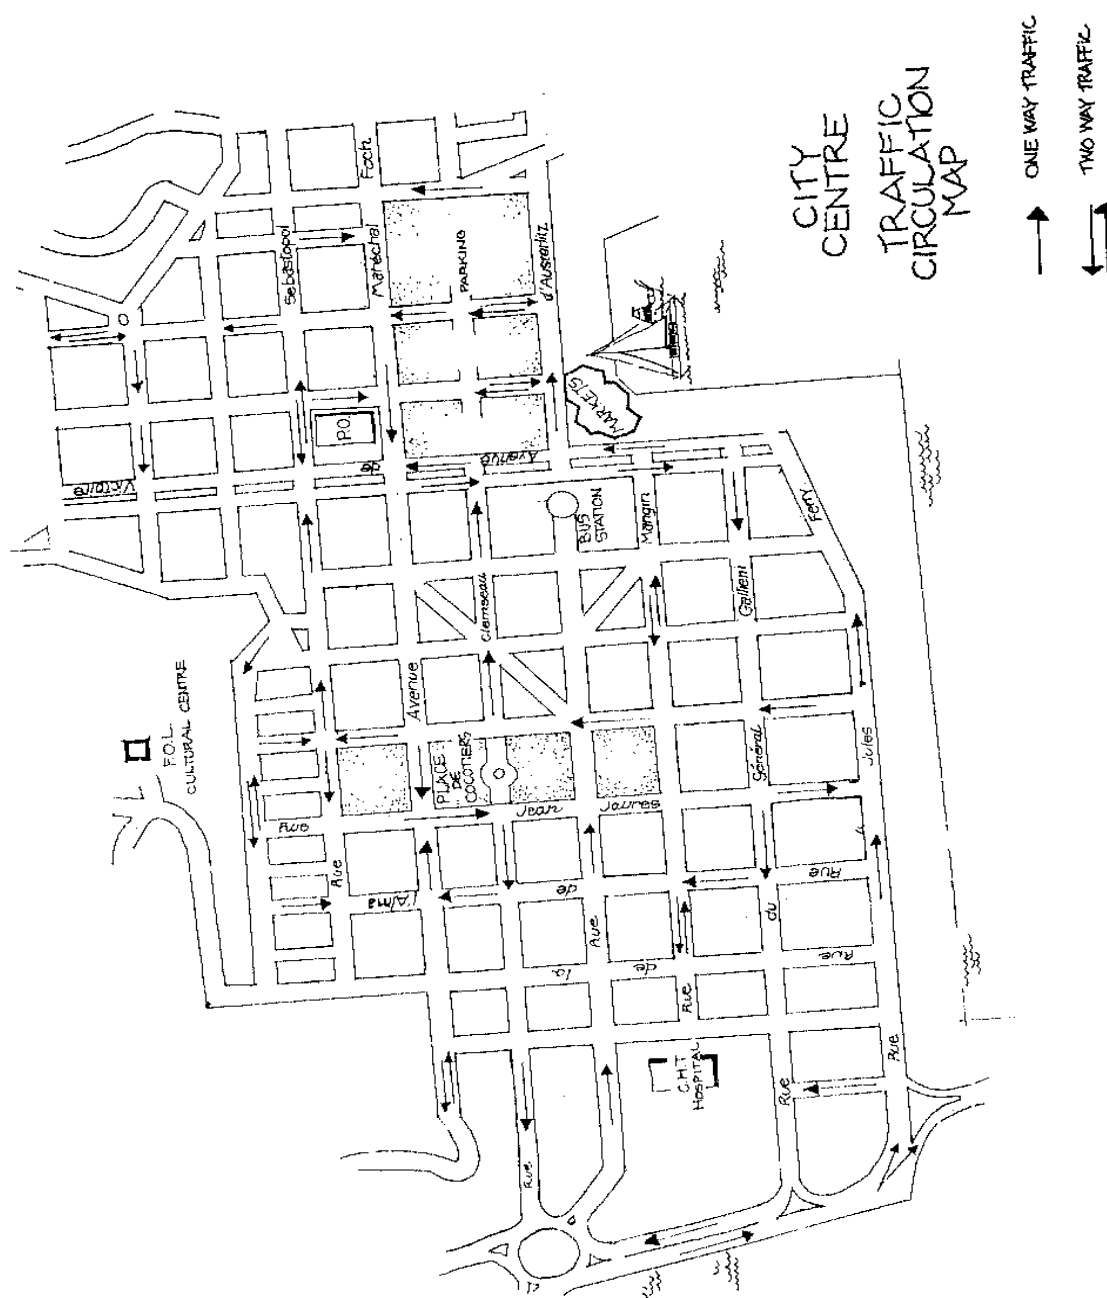 CITY
CENTRE
TRAFFIC
CIRCULATION
MAP
ONE WAY TRAFFIC
TWO WAY TRAFFIC
Foch
Maréchal
Sebastopol
PARKING
d'Austerlitz
MARKETS
P.O.
Victoire
de
Avenue
BUS
STATION
Mangin
Ferry
Gallieni
Clemseau
Avenue
F.O.L.
CULTURAL CENTRE
PLACE
DE
COCOTIERS
Général
Jules
Jean
Jaures
Rue
Rue
l'Alma
de
Rue
Rue
du
la
de
Rue
Rue
Rue
C.H.T
HOSPITAL
Rue
Rue